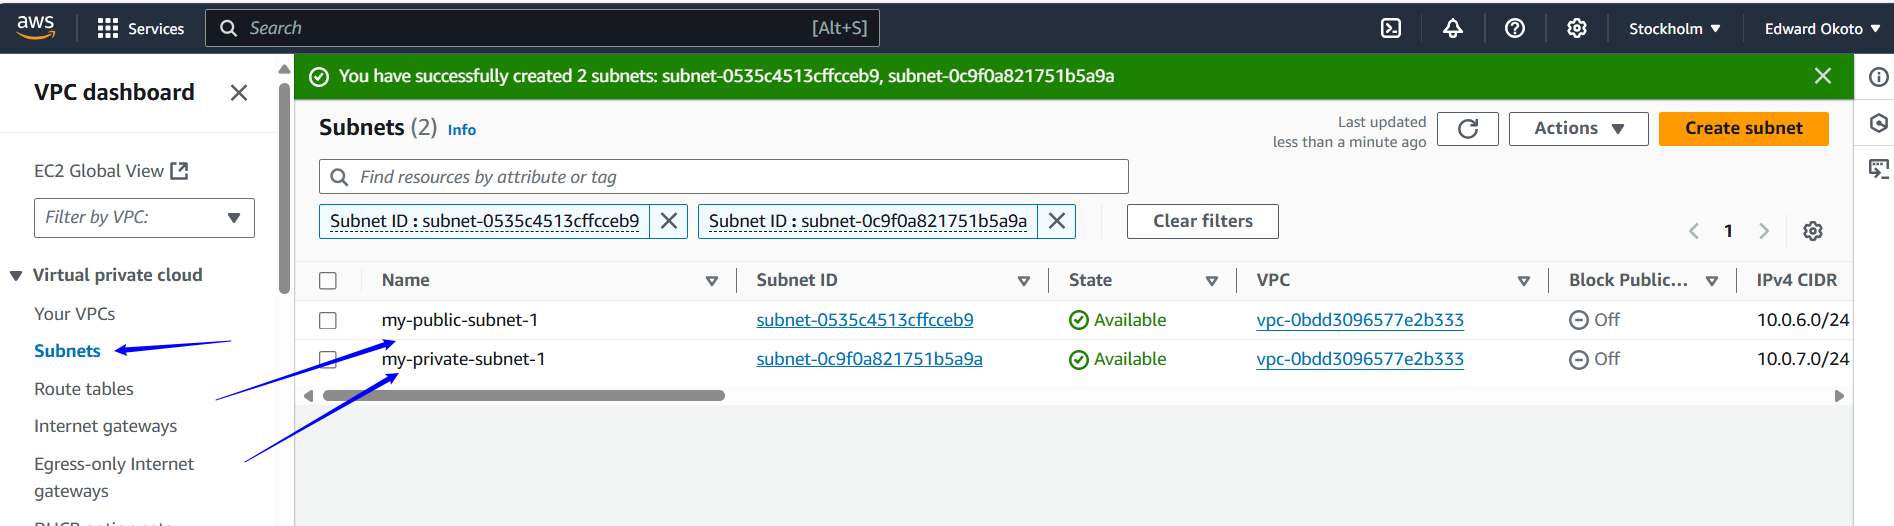 aws
Services
Search
[Alt+S]
Stockholm
Edward Okoto
You have successfully created 2 subnets: subnet-0535c4513cffcceb9, subnet-0c9f0a821751b5a9a
VPC dashboard
EC2 Global View
Filter by VPC:
Virtual private cloud
Your VPCs
Subnets
Route tables
Internet gateways
Egress-only Internet
gateways
Subnets (2) Info
Last updated
less than a minute ago
Actions
Create subnet
Find resources by attribute or tag
Subnet ID : subnet-0535c4513cffcceb9
Subnet ID : subnet-0c9f0a821751b5a9a
Clear filters
1
Name Subnet ID State VPC Block Public... IPv4 CIDR
my-public-subnet-1 subnet-0535c4513cffcceb9 Available vpc-0bdd3096577e2b333 Off 10.0.6.0/24
my-private-subnet-1 subnet-0c9f0a821751b5a9a Available vpc-0bdd3096577e2b333 Off 10.0.7.0/24